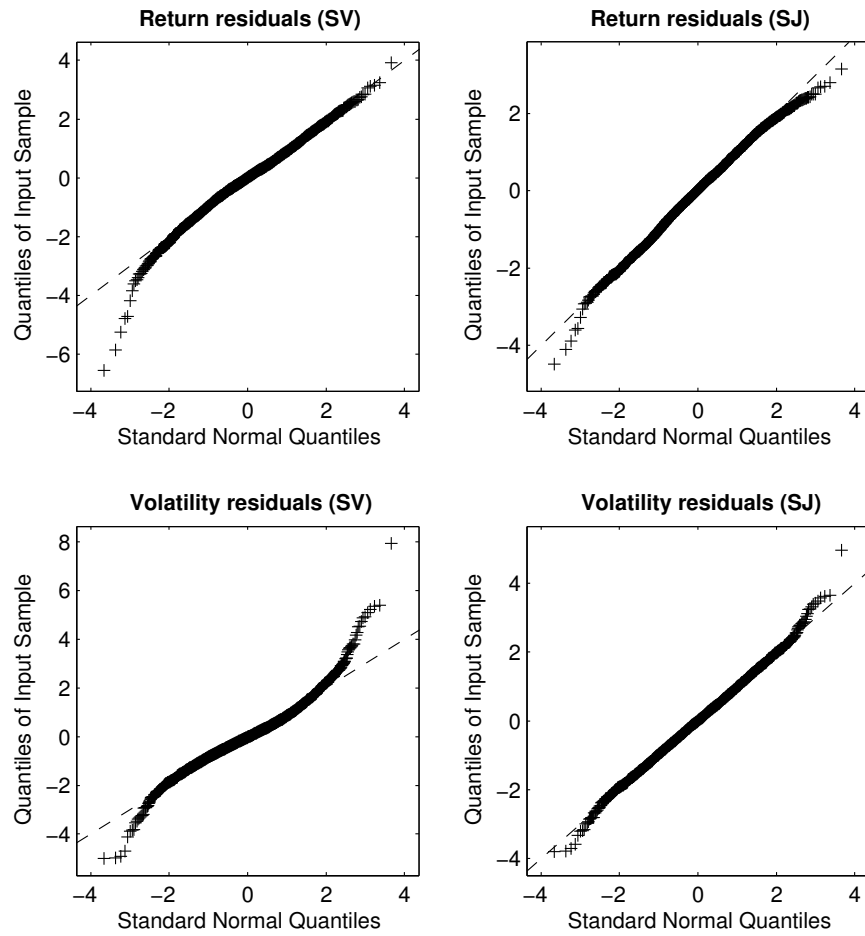 Return residuals (SV)
4
2
0
−2
−4
−6
Quantiles of Input Sample
−4 −2 0 2 4
Standard Normal Quantiles
Return residuals (SJ)
2
0
−2
−4
Quantiles of Input Sample
−4 −2 0 2 4
Standard Normal Quantiles
Volatility residuals (SV)
8
6
4
2
0
−2
−4
Quantiles of Input Sample
−4 −2 0 2 4
Standard Normal Quantiles
Volatility residuals (SJ)
4
2
0
−2
−4
Quantiles of Input Sample
−4 −2 0 2 4
Standard Normal Quantiles